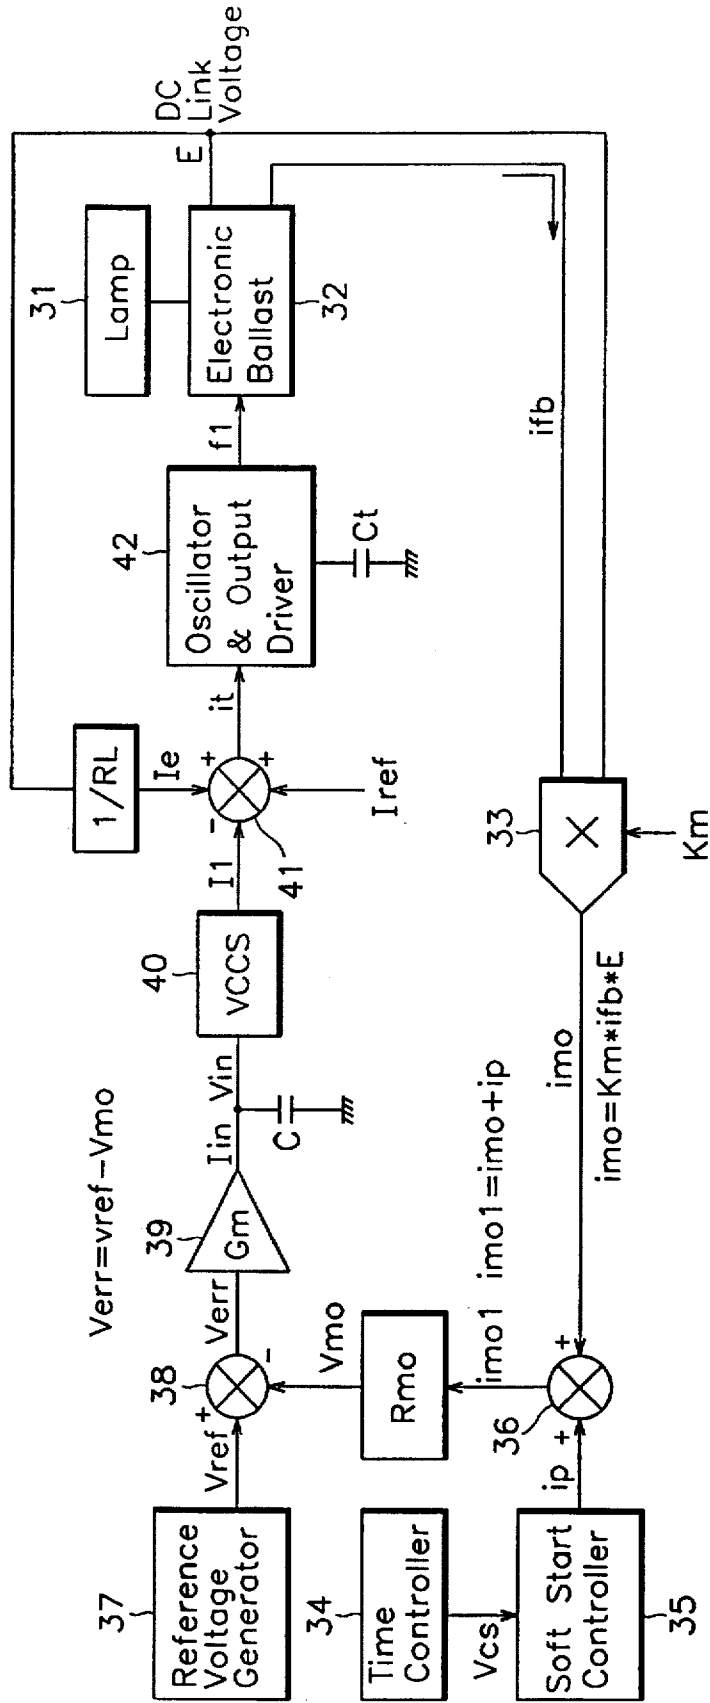 Verr=vref-Vmo
37
Reference
Voltage
Generator
Vref
+
38
-
Verr
39
Gm
Iin
Vin
C
40
VCCS
I1
-
+
+
41
1/RL
Ie
Iref
it
42
Oscillator
& Output
Driver
Ct
f1
31
Lamp
Electronic
Ballast
32
E
DC
Link
Voltage
34
Time
Controller
Vcs
Soft Start
Controller
35
ip
+
36
+
imo1
imo1=imo+ip
Rmo
Vmo
imo
imo=Km*ifb*E
33
×
Km
ifb